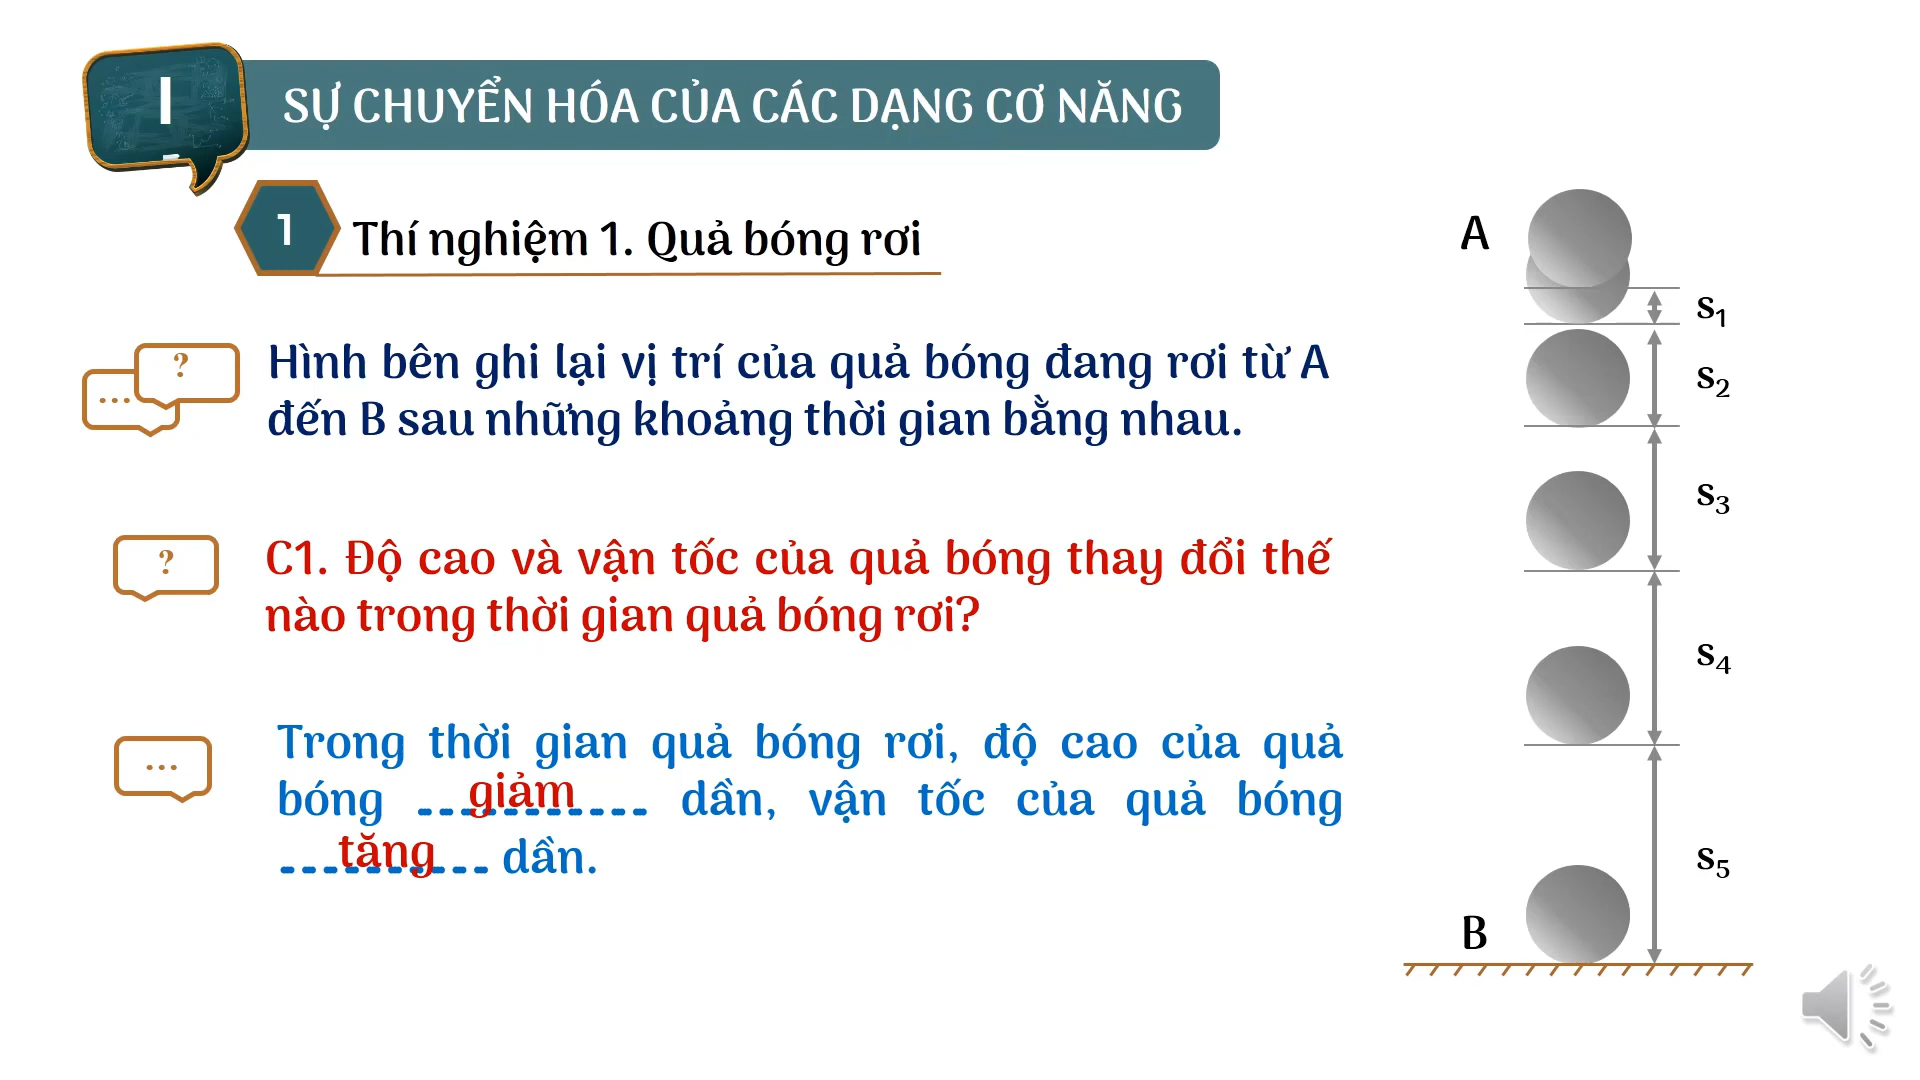 I.
SỰ CHUYỂN HÓA CỦA CÁC DẠNG CƠ NĂNG
1
Thí nghiệm 1. Quả bóng rơi
?
...
Hình bên ghi lại vị trí của quả bóng đang rơi từ A
đến B sau những khoảng thời gian bằng nhau.
?
C1. Độ cao và vận tốc của quả bóng thay đổi thế
nào trong thời gian quả bóng rơi?
...
Trong thời gian quả bóng rơi, độ cao của quả
bóng giảm dần, vận tốc của quả bóng
tăng dần.
A
s₁
s₂
s₃
s₄
s₅
B